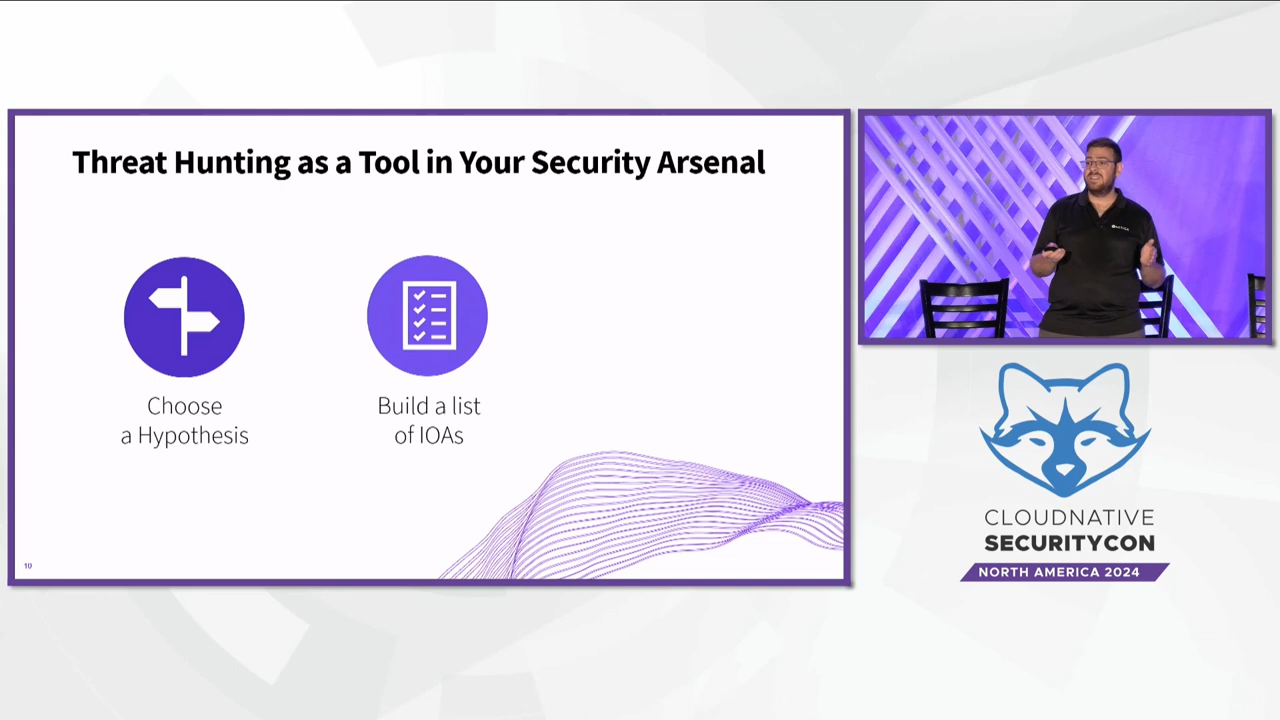 Threat Hunting as a Tool in Your Security Arsenal
Choose
a Hypothesis
Build a list
of IOAs
10
CLOUDNATIVE
SECURITYCON
NORTH AMERICA 2024